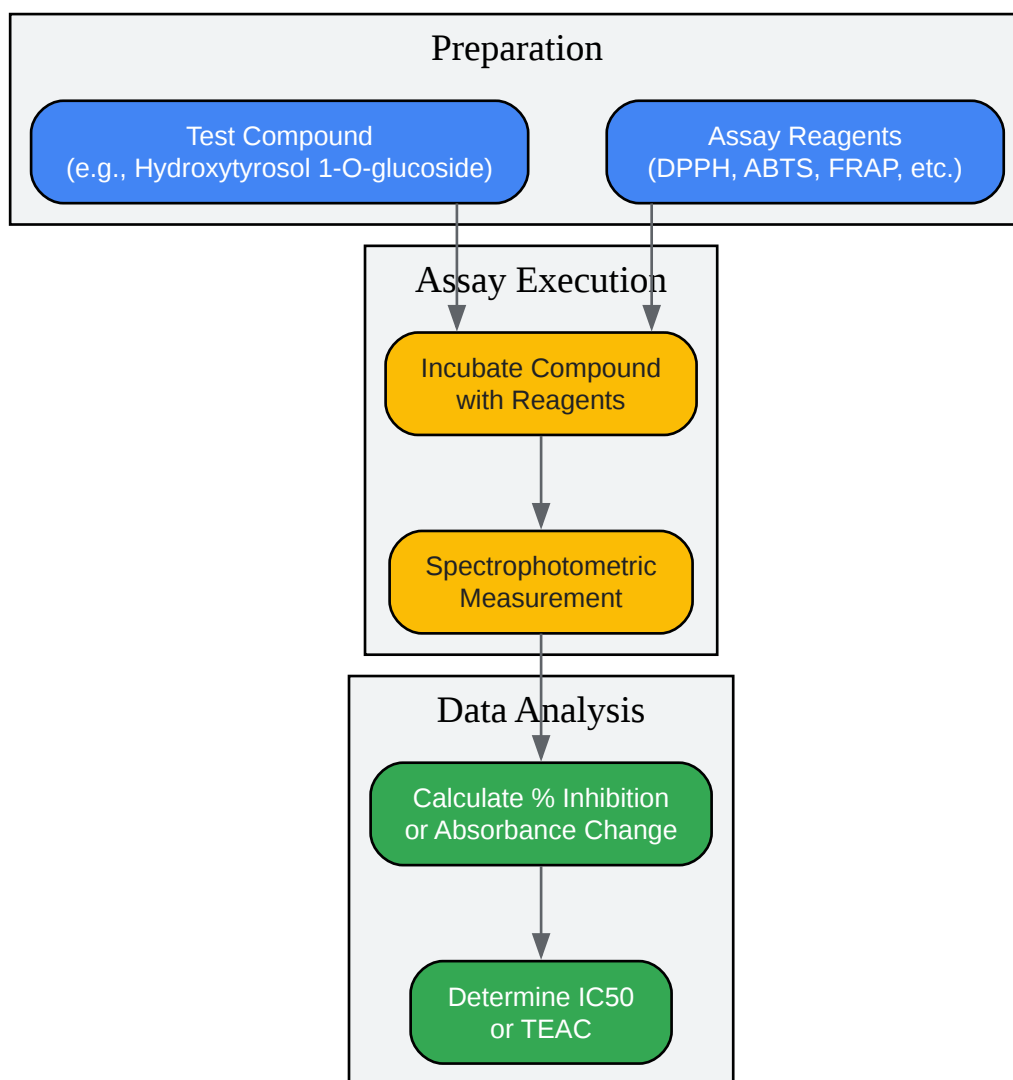 Preparation
Test Compound
(e.g., Hydroxytyrosol 1-O-glucoside)
Assay Reagents
(DPPH, ABTS, FRAP, etc.)
Assay Execution
Incubate Compound
with Reagents
Spectrophotometric
Measurement
Data Analysis
Calculate % Inhibition
or Absorbance Change
Determine IC50
or TEAC